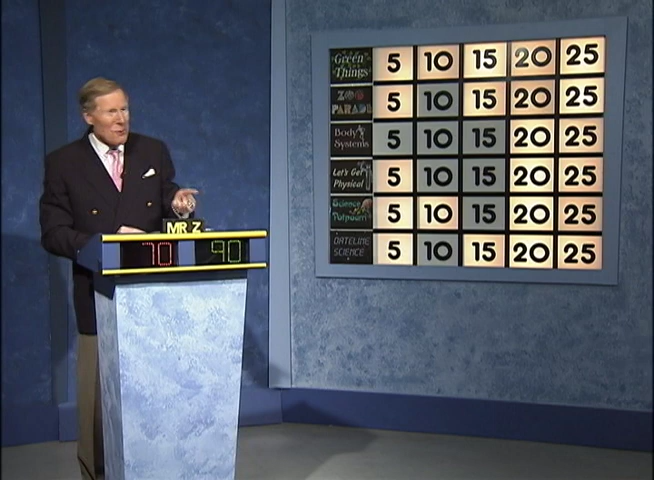 Green Things 5 10 15 20 25
ZOO PARADE 5 10 15 20 25
Body Systems 5 10 15 20 25
Let's Get Physical 5 10 15 20 25
Science Potpourri 5 10 15 20 25
DATELINE SCIENCE 5 10 15 20 25
MR Z
70 90